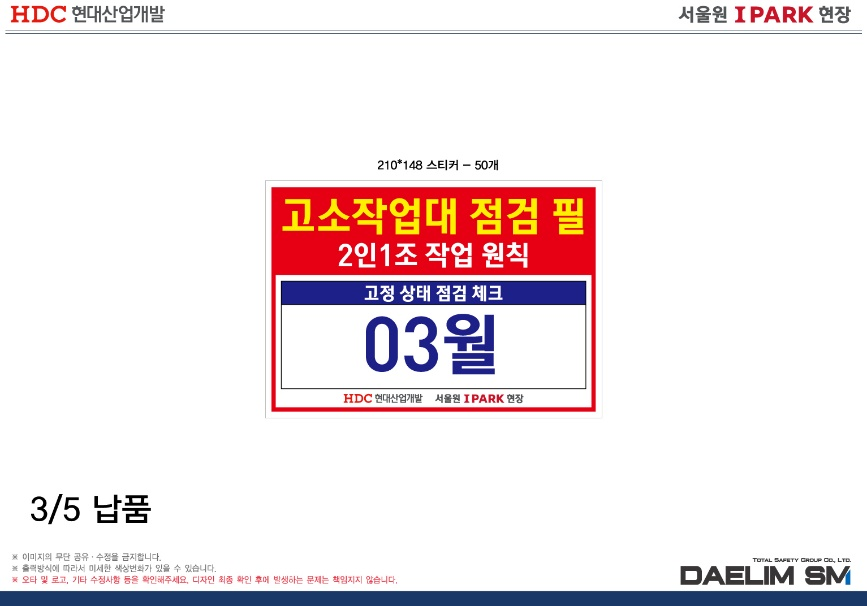 HDC 현대산업개발
서울원 IPARK 현장
210*148 스티커 - 50개
고소작업대 점검 필
2인1조 작업 원칙
고정 상태 점검 체크
03월
HDC 현대산업개발 서울원 IPARK 현장
3/5 납품
※ 이미지의 무단 공유 · 수정을 금지합니다.
※ 출력방식에 따라서 미세한 색상변화가 있을 수 있습니다.
※ 오타 및 로고, 기타 수정사항 등을 확인해주세요. 디자인 최종 확인 후에 발생하는 문제는 책임지지 않습니다.
TOTAL SAFETY GROUP CO., LTD.
DAELIM SM